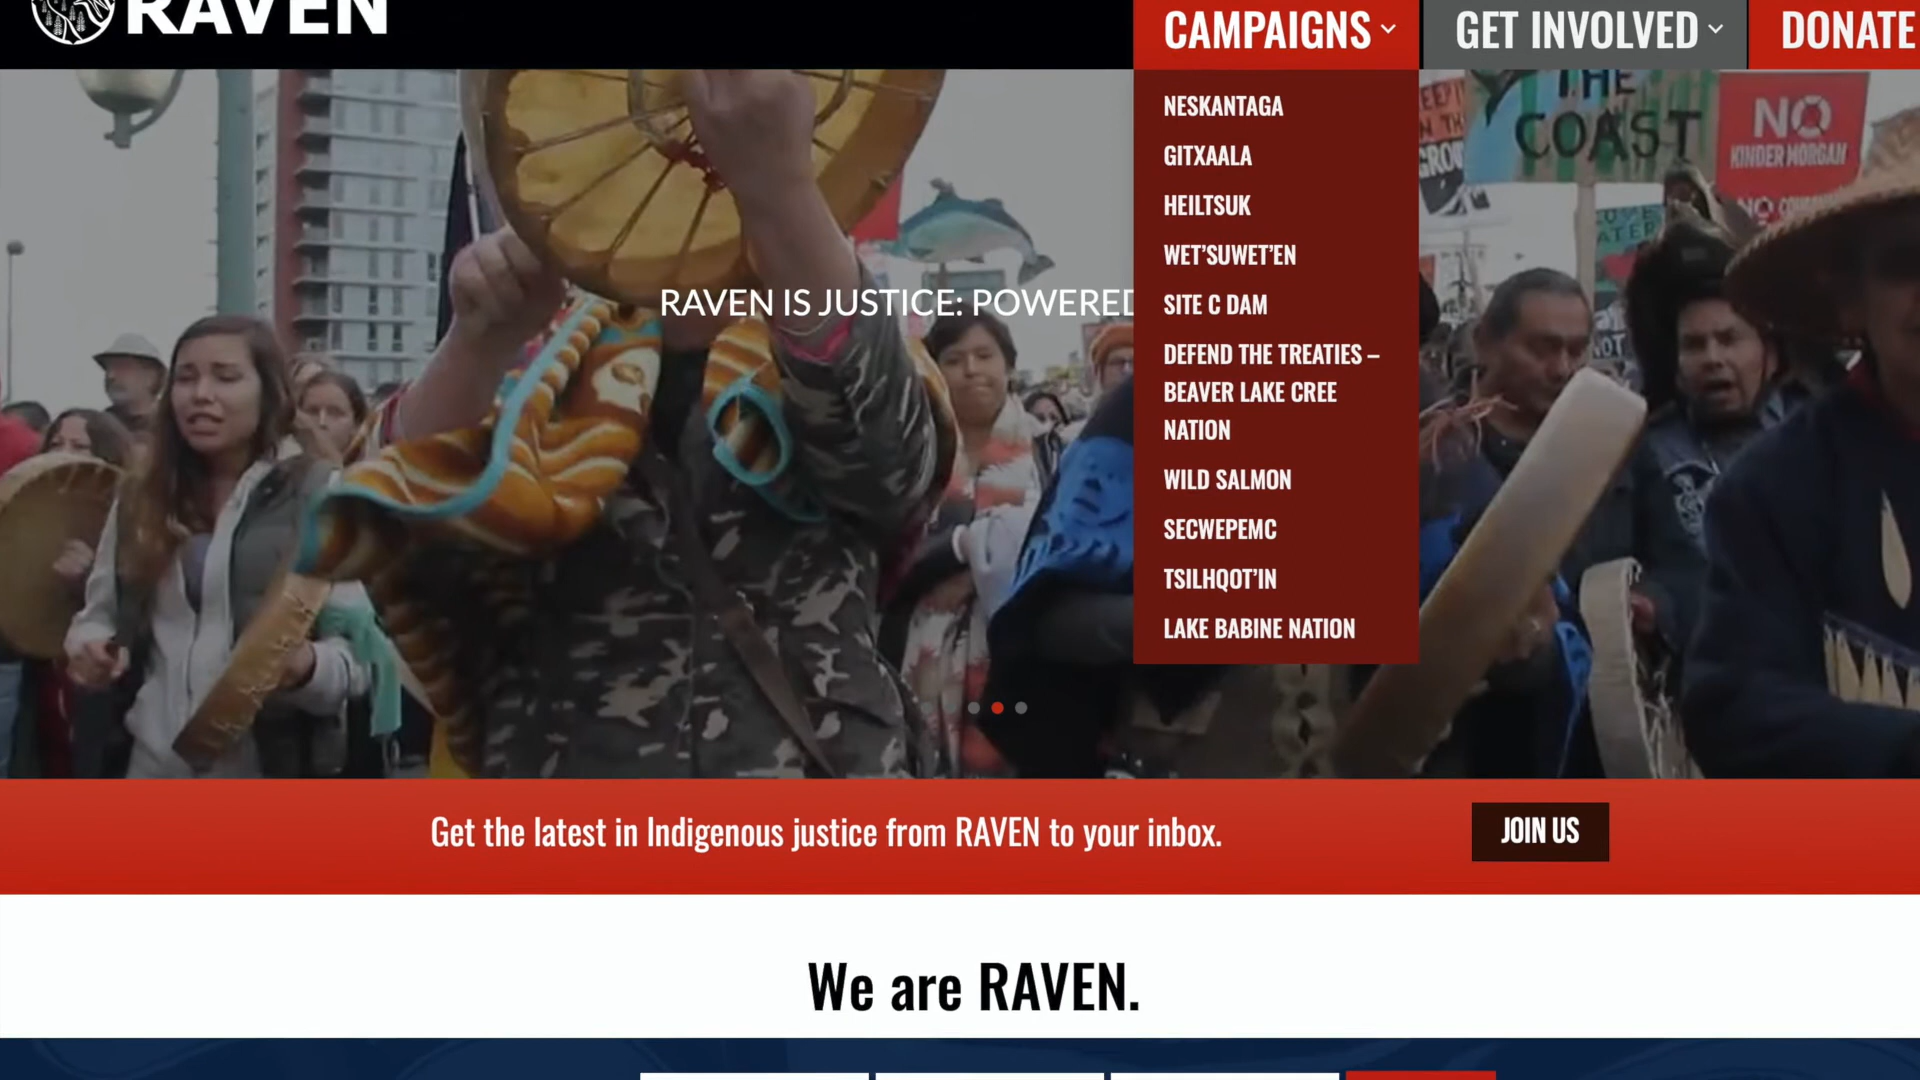 RAVEN
CAMPAIGNS
GET INVOLVED
DONATE
NESKANTAGA
GITXAALA
HEILTSUK
WET’SUWET’EN
SITE C DAM
DEFEND THE TREATIES –
BEAVER LAKE CREE
NATION
WILD SALMON
SECWEPEMC
TSILHQOT’IN
LAKE BABINE NATION
THE
COAST
NO
KINDER MORGAN
NO
RAVEN IS JUSTICE: POWERED
Get the latest in Indigenous justice from RAVEN to your inbox.
JOIN US
We are RAVEN.